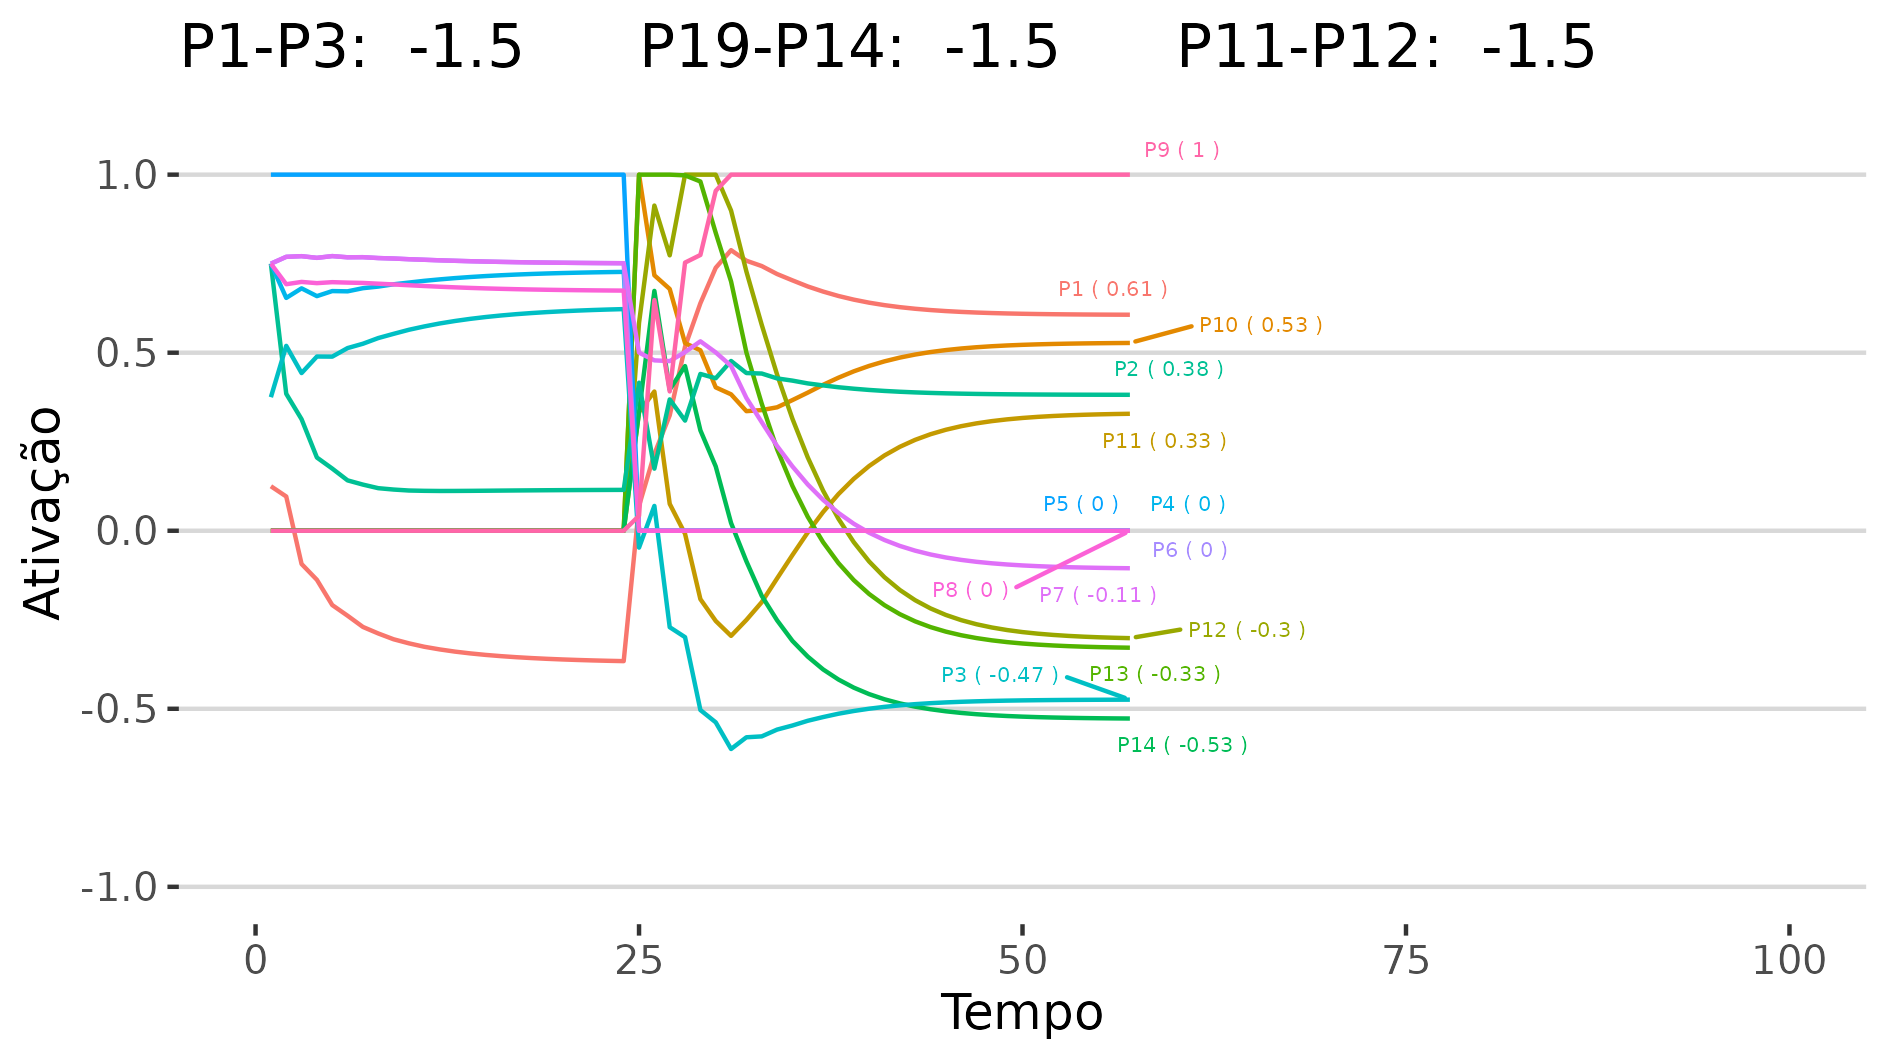 P1-P3:  -1.5      P19-P14:  -1.5      P11-P12:  -1.5
P9 ( 1 )
1.0
P1 ( 0.61 )
P10 ( 0.53 )
0.5
P2 ( 0.38 )
P11 ( 0.33 )
P5 ( 0 ) P4 ( 0 )
0.0
P6 ( 0 )
P8 ( 0 ) P7 ( -0.11 )
P12 ( -0.3 )
P3 ( -0.47 ) P13 ( -0.33 )
-0.5
P14 ( -0.53 )
-1.0
Ativação
0 25 50 75 100
Tempo